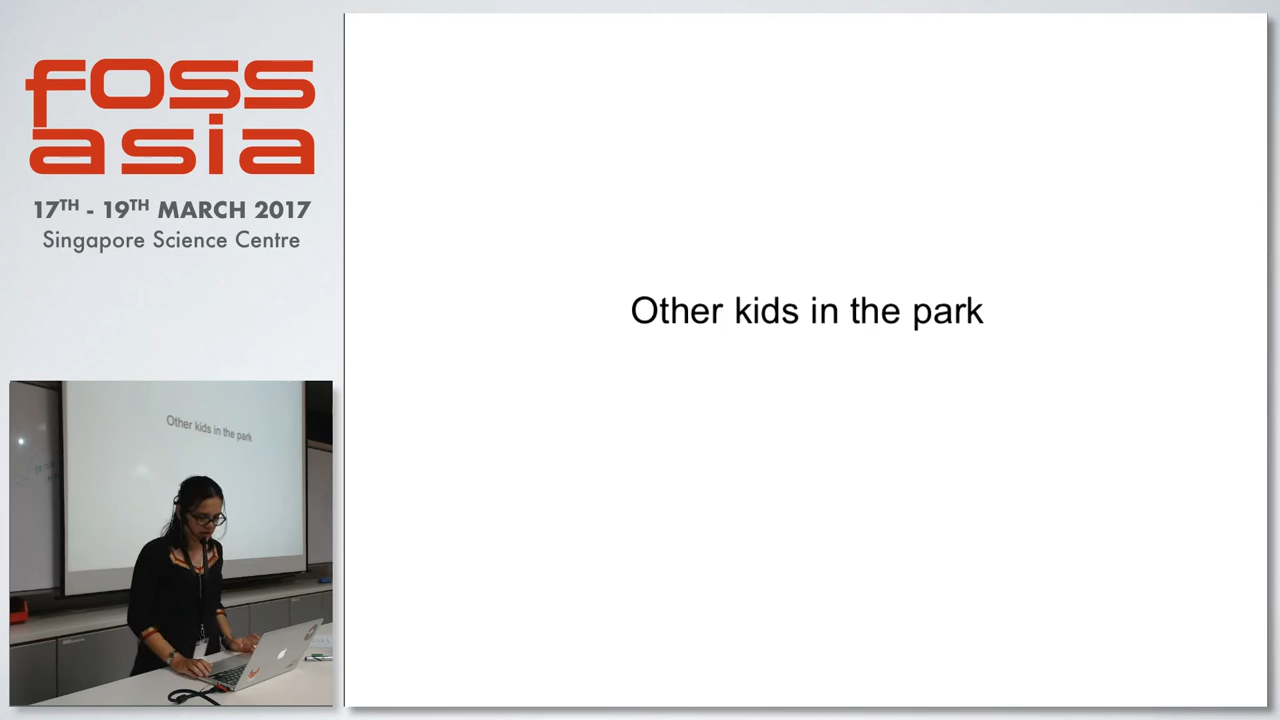 foss
asia
17TH - 19TH MARCH 2017
Singapore Science Centre
Other kids in the park
Other kids in the park